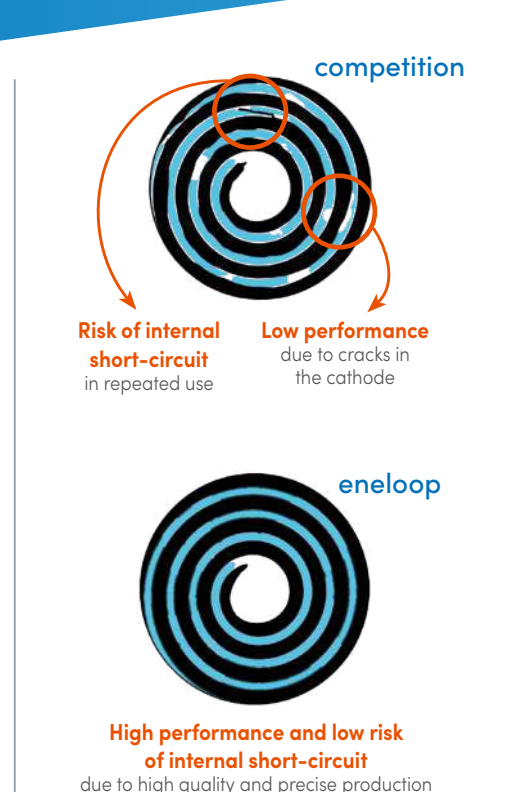 competition
Risk of internal
short-circuit
in repeated use
Low performance
due to cracks in
the cathode
eneloop
High performance and low risk
of internal short-circuit
due to high quality and precise production